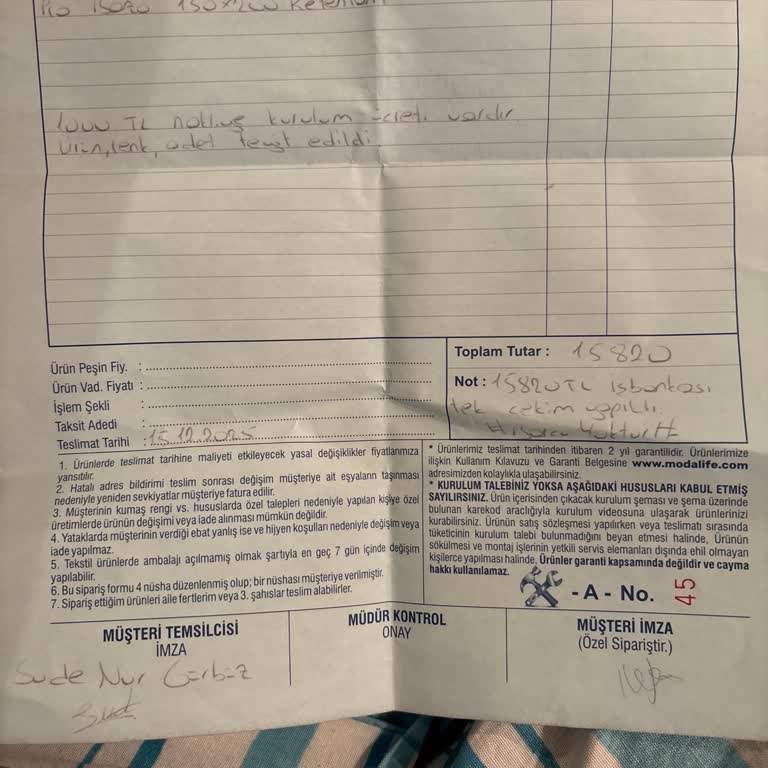 150x200
1000 TL nakliye kurulum ücreti vardır
Ürün, renk, adet teyit edildi.
Ürün Peşin Fiy. :
Ürün Vad. Fiyatı :
İşlem Şekli :
Taksit Adedi :
Teslimat Tarihi : 15.12.2025
Toplam Tutar : 15820
Not : 15820 TL işbankası
tek çekim yapıldı.
1. Ürünlerde teslimat tarihine maliyeti etkileyecek yasal değişiklikler fiyatlarınıza
yansıtılır.
2. Hatalı adres bildirimi teslim sonrası değişim müşteriye ait eşyaların taşınması
nedeniyle yeniden sevkiyatlar müşteriye fatura edilir.
3. Müşterinin kumaş rengi vs. hususlarda özel talepleri nedeniyle yapılan kişiye özel
üretimlerde ürünün değişimi veya iade alınması mümkün değildir.
4. Yataklarda müşterinin verdiği ebat yanlış ise ve hijyen koşulları nedeniyle değişim veya
iade yapılmaz.
5. Tekstil ürünlerde ambalajı açılmamış olmak şartıyla en geç 7 gün içinde değişim
yapılabilir.
6. Bu sipariş formu 4 nüsha düzenlenmiş olup; bir nüshası müşteriye verilmiştir.
7. Sipariş ettiğim ürünleri aile fertlerim veya 3. şahıslar teslim alabilirler.
* Ürünlerimiz teslimat tarihinden itibaren 2 yıl garantilidir. Ürünlerimize
ilişkin Kullanım Kılavuzu ve Garanti Belgesine www.modalife.com
adresimizden kolaylıkla ulaşabilirsiniz.
* KURULUM TALEBİNİZ YOKSA AŞAĞIDAKİ HUSUSLARI KABUL ETMİŞ
SAYILIRSINIZ. Ürün içerisinden çıkacak kurulum şeması ve şema üzerinde
bulunan karekod aracılığıyla kurulum videosuna ulaşarak ürünlerinizi
kurabilirsiniz. Ürünün satış sözleşmesi yapılırken veya teslimatı sırasında
tüketicinin kurulum talebi bulunmadığını beyan etmesi halinde, Ürünün
sökülmesi ve montaj işlerinin yetkili servis elemanları dışında ehil olmayan
kişilerce yapılması halinde, Ürünler garanti kapsamında değildir ve cayma
hakkı kullanılamaz.
- A - No. 45
MÜŞTERİ TEMSİLCİSİ
İMZA
MÜDÜR KONTROL
ONAY
MÜŞTERİ İMZA
(Özel Sipariştir.)
Sude Nur Gürbüz